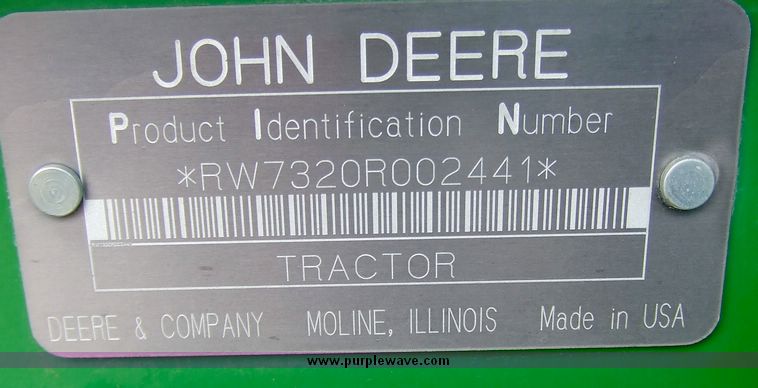 JOHN DEERE
Product Identification Number
*RW7320R002441*
TRACTOR
DEERE & COMPANY MOLINE, ILLINOIS Made in USA
www.purplewave.com